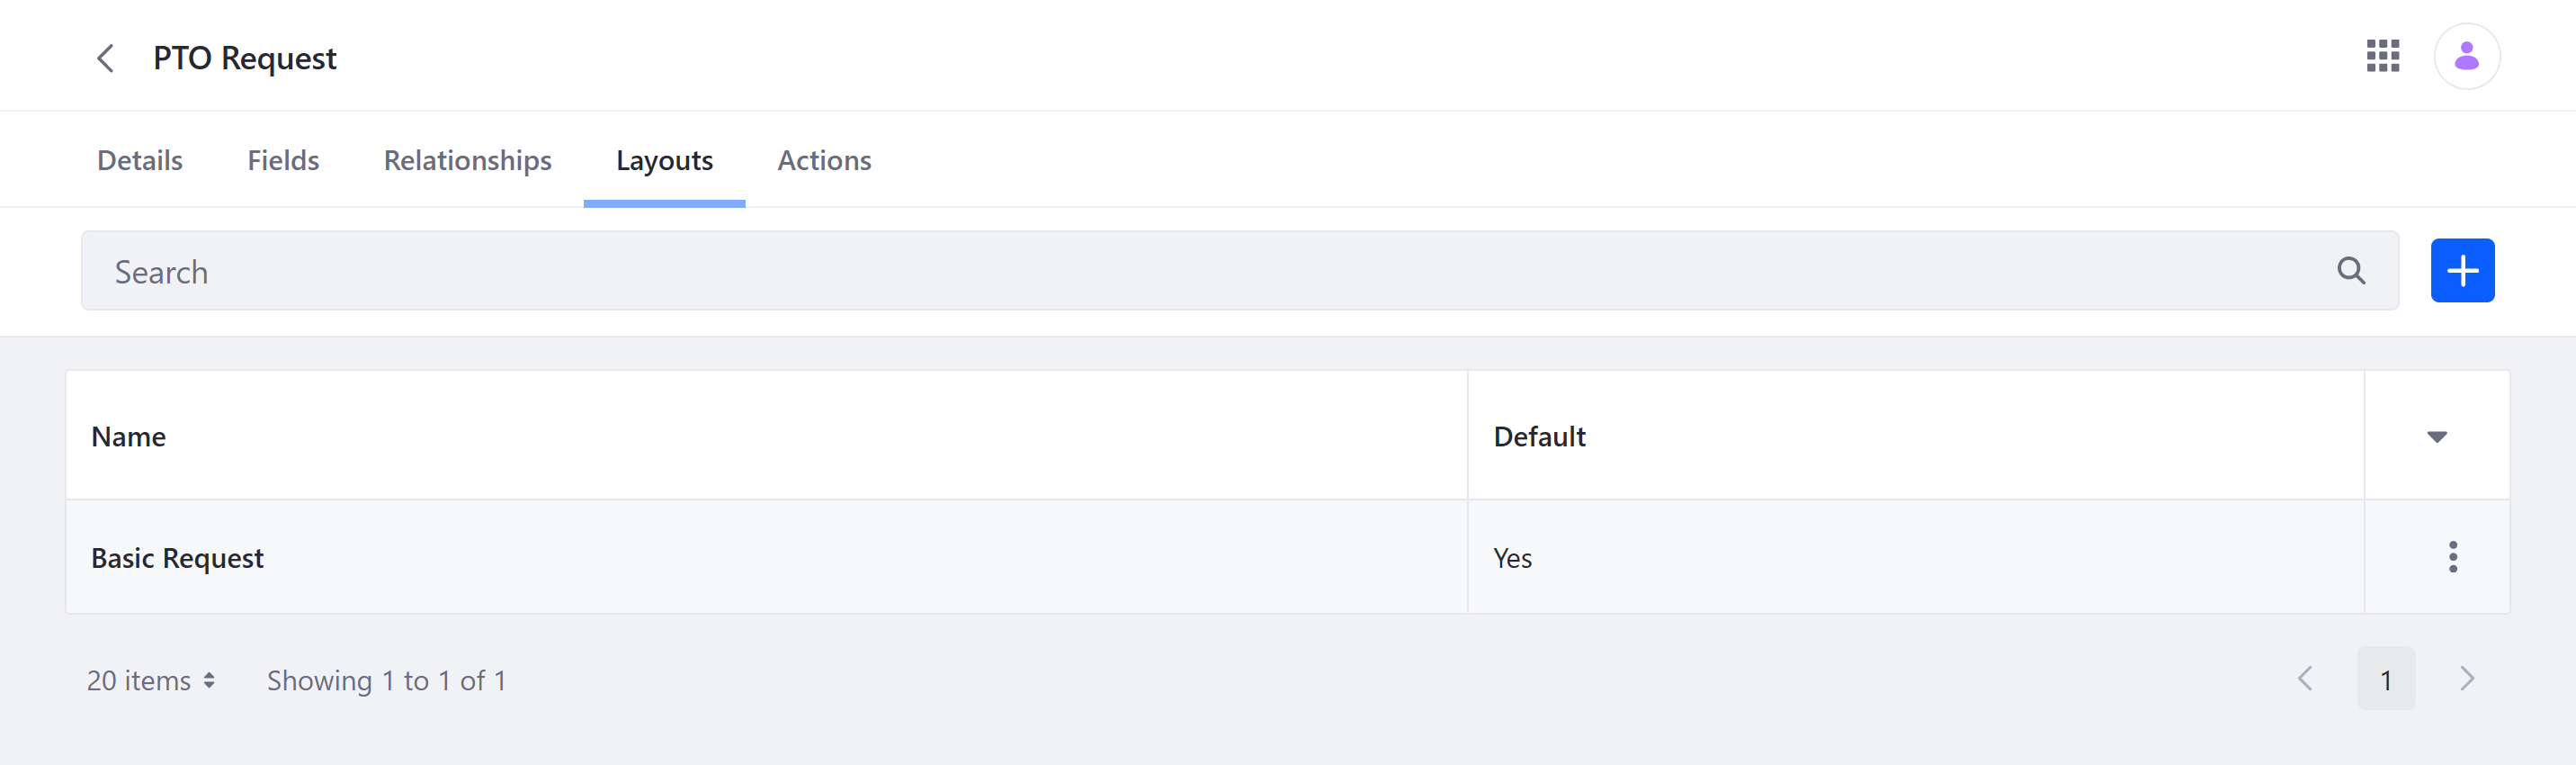 PTO Request
Details Fields Relationships Layouts Actions
Search
Name Default
Basic Request Yes
20 items Showing 1 to 1 of 1 1